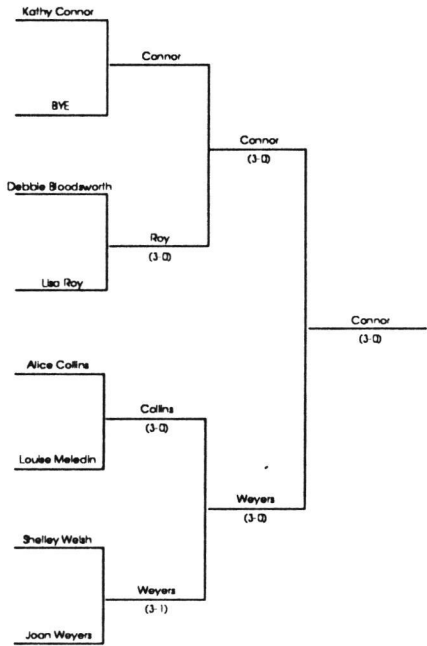 Kathy Connor
Connor
BYE
Connor
(3-0)
Debbie Bloodsworth
Roy
(3-0)
Lisa Roy
Connor
(3-0)
Alice Collins
Collins
(3-0)
Louise Meledin
Weyers
(3-0)
Shelley Welsh
Weyers
(3-1)
Joan Weyers